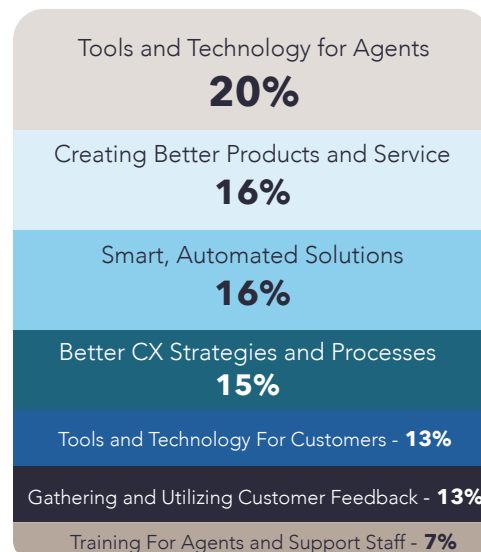 Tools and Technology for Agents
20%
Creating Better Products and Service
16%
Smart, Automated Solutions
16%
Better CX Strategies and Processes
15%
Tools and Technology For Customers - 13%
Gathering and Utilizing Customer Feedback - 13%
Training For Agents and Support Staff - 7%